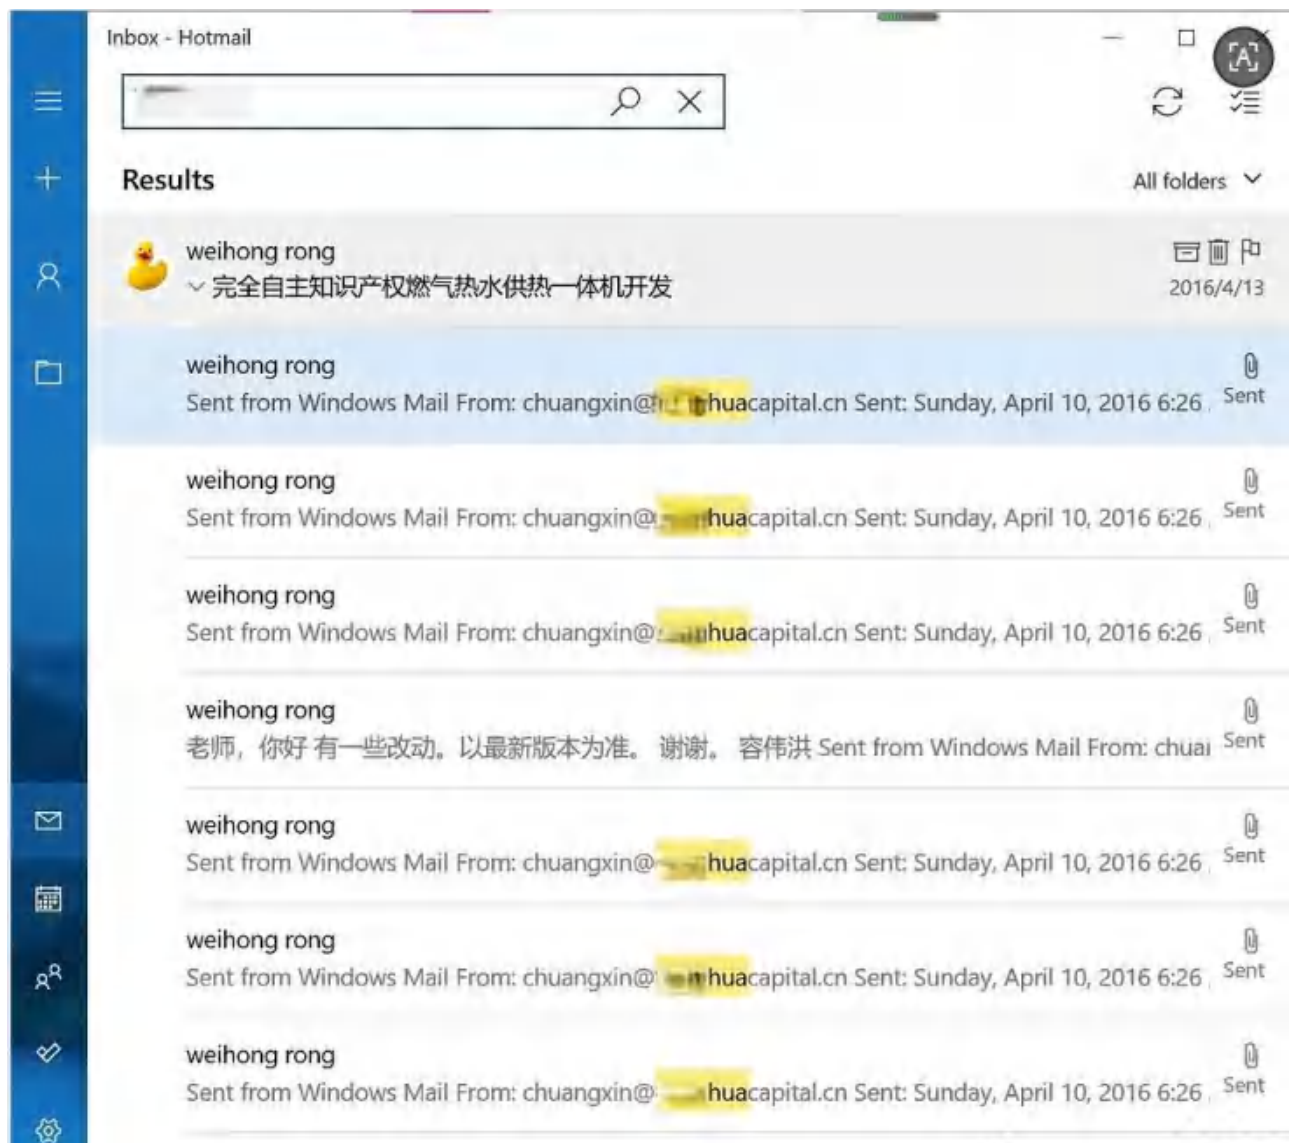 Inbox - Hotmail
Results
All folders
weihong rong
完全自主知识产权燃气热水供热一体机开发
2016/4/13
weihong rong
Sent from Windows Mail From: chuangxin@huacapital.cn Sent: Sunday, April 10, 2016 6:26
Sent
weihong rong
Sent from Windows Mail From: chuangxin@huacapital.cn Sent: Sunday, April 10, 2016 6:26
Sent
weihong rong
Sent from Windows Mail From: chuangxin@huacapital.cn Sent: Sunday, April 10, 2016 6:26
Sent
weihong rong
老师，你好 有一些改动。以最新版本为准。 谢谢。 容伟洪 Sent from Windows Mail From: chuai
Sent
weihong rong
Sent from Windows Mail From: chuangxin@huacapital.cn Sent: Sunday, April 10, 2016 6:26
Sent
weihong rong
Sent from Windows Mail From: chuangxin@huacapital.cn Sent: Sunday, April 10, 2016 6:26
Sent
weihong rong
Sent from Windows Mail From: chuangxin@huacapital.cn Sent: Sunday, April 10, 2016 6:26
Sent